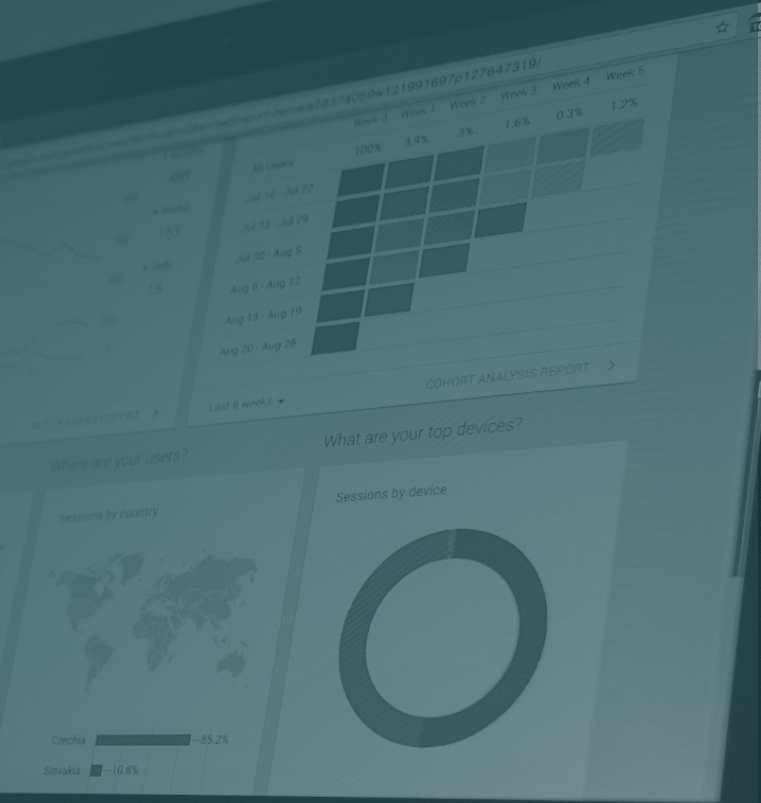 Week 0 Week 1 Week 2 Week 3 Week 4 Week 5
100% 3.9% 3% 1.6% 0.3% 1.2%
All Users
Jul 16 - Jul 22
Jul 23 - Jul 29
Jul 30 - Aug 5
Aug 6 - Aug 12
Aug 13 - Aug 19
Aug 20 - Aug 26
Last 6 weeks
COHORT ANALYSIS REPORT
ACTIVE USERS REPORT
Where are your users?
What are your top devices?
Sessions by country
Sessions by device
Czechia 85.2%
Slovakia 10.8%